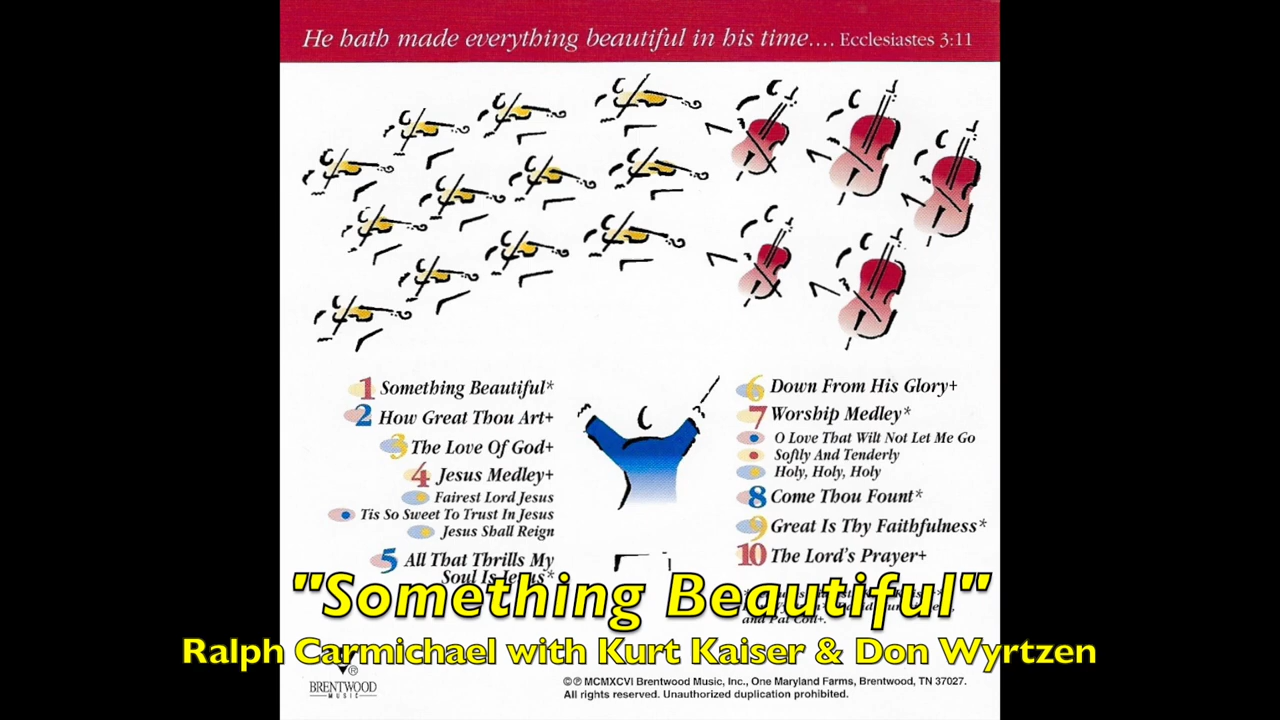 He hath made everything beautiful in his time.... Ecclesiastes 3:11
1 Something Beautiful*
2 How Great Thou Art+
3 The Love Of God+
4 Jesus Medley+
Fairest Lord Jesus
Tis So Sweet To Trust In Jesus
Jesus Shall Reign
5 All That Thrills My
Soul Is Jesus*
6 Down From His Glory+
7 Worship Medley*
O Love That Wilt Not Let Me Go
Softly And Tenderly
Holy, Holy, Holy
8 Come Thou Fount*
9 Great Is Thy Faithfulness*
10 The Lord's Prayer+
and Pat Coil+.
"Something Beautiful"
Ralph Carmichael with Kurt Kaiser & Don Wyrtzen
®
BRENTWOOD
MUSIC
©℗ MCMXCVI Brentwood Music, Inc., One Maryland Farms, Brentwood, TN 37027.
All rights reserved. Unauthorized duplication prohibited.